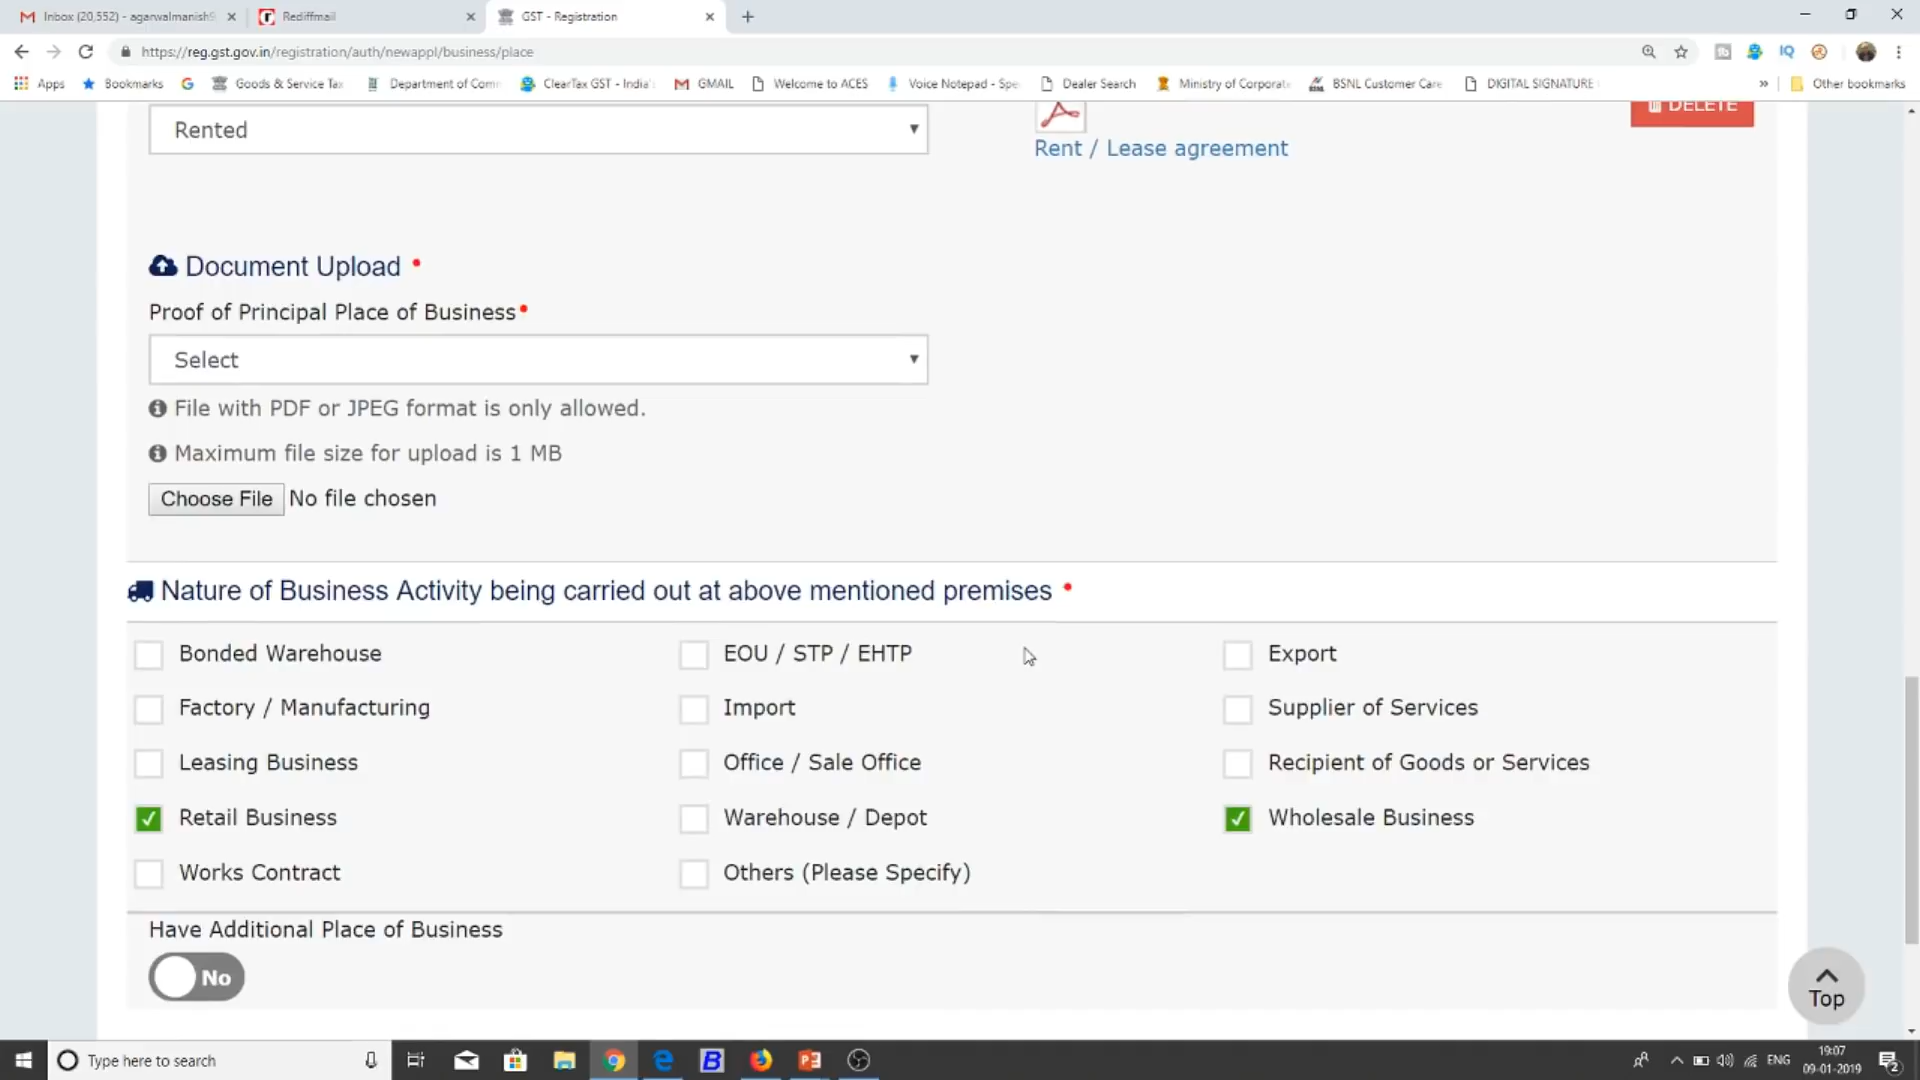 Inbox (20,552) - agarwalmanish
Rediffmail
GST - Registration
https://reg.gst.gov.in/registration/auth/newappl/business/place
Apps Bookmarks Goods & Service Tax Department of Comm ClearTax GST - India' GMAIL Welcome to ACES Voice Notepad - Spe Dealer Search Ministry of Corporat BSNL Customer Care DIGITAL SIGNATURE » Other bookmarks
Rented
DELETE
Rent / Lease agreement
Document Upload •
Proof of Principal Place of Business•
Select
File with PDF or JPEG format is only allowed.
Maximum file size for upload is 1 MB
Choose File No file chosen
Nature of Business Activity being carried out at above mentioned premises •
Bonded Warehouse EOU / STP / EHTP Export
Factory / Manufacturing Import Supplier of Services
Leasing Business Office / Sale Office Recipient of Goods or Services
Retail Business Warehouse / Depot Wholesale Business
Works Contract Others (Please Specify)
Have Additional Place of Business
No
Top
Type here to search
ENG
19:07
09-01-2019
2